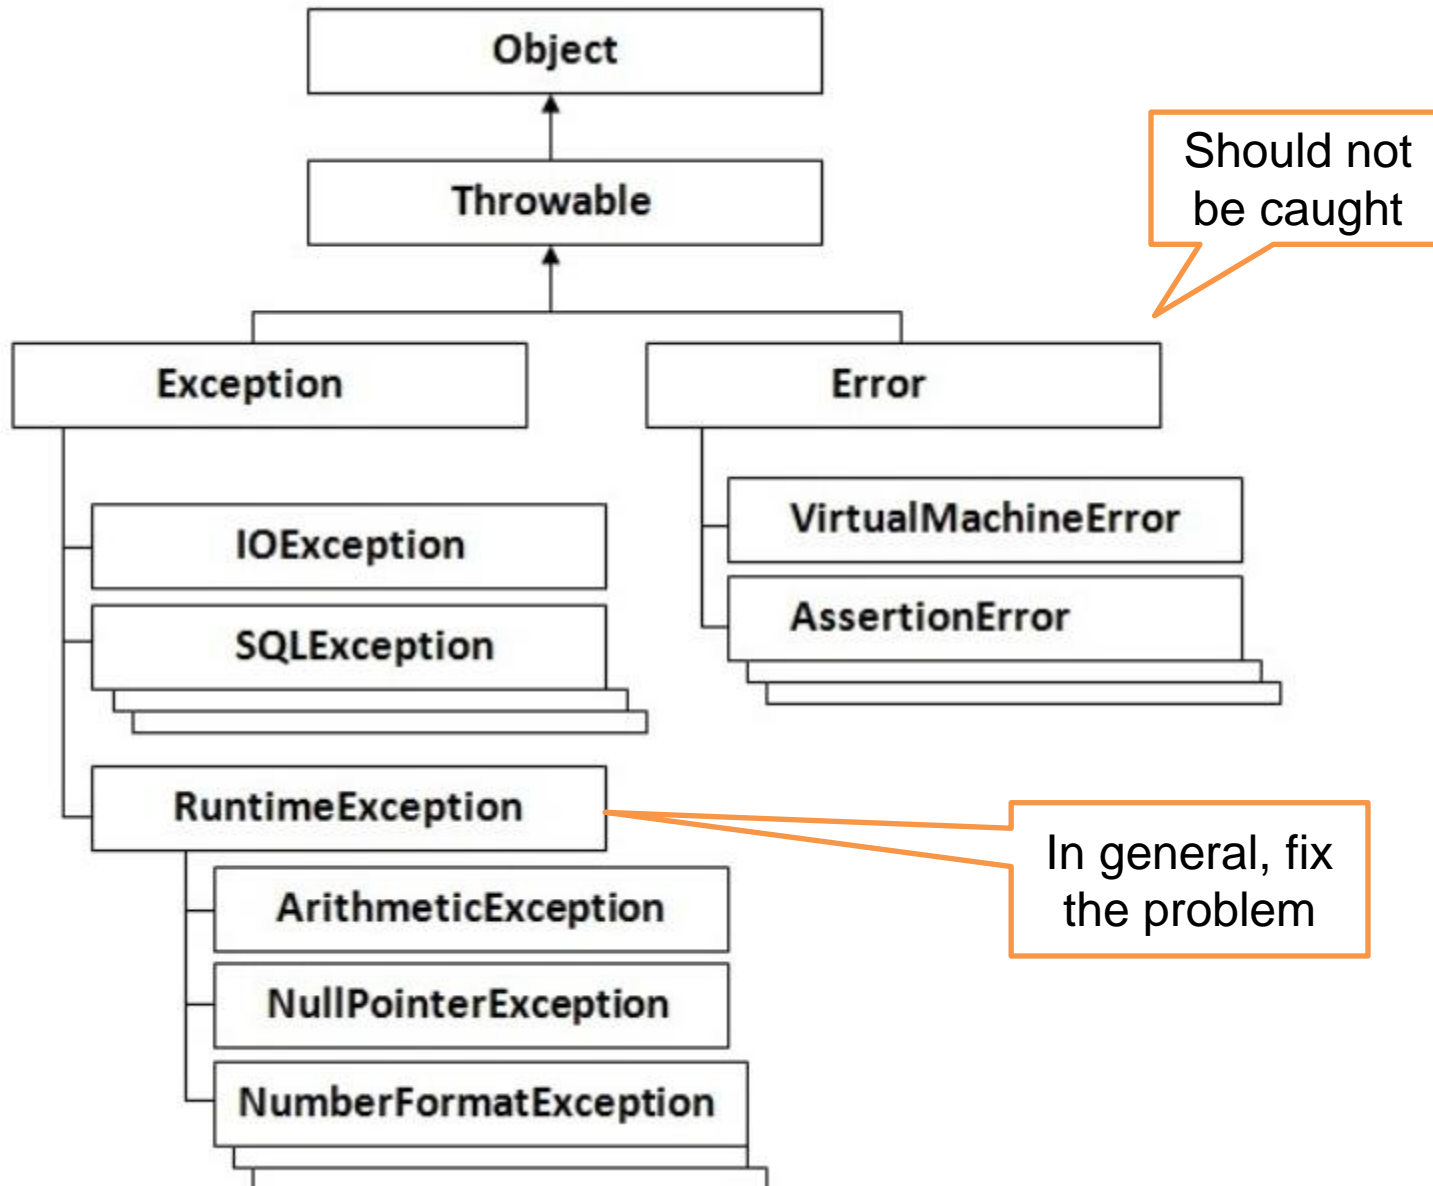 Object
Should not
be caught
Throwable
Exception
Error
IOException
VirtualMachineError
SQLException
AssertionError
RuntimeException
In general, fix
the problem
ArithmeticException
NullPointerException
NumberFormatException